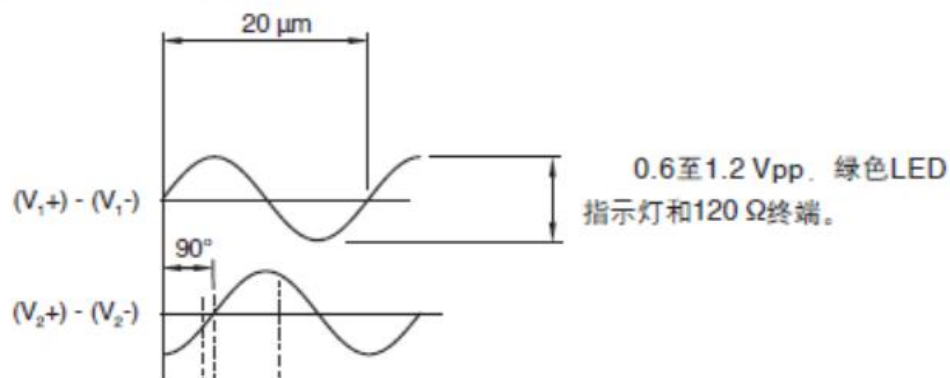 20 μm
(V₁+) - (V₁-)
0.6至1.2 Vpp．绿色LED
指示灯和120 Ω终端。
90°
(V₂+) - (V₂-)